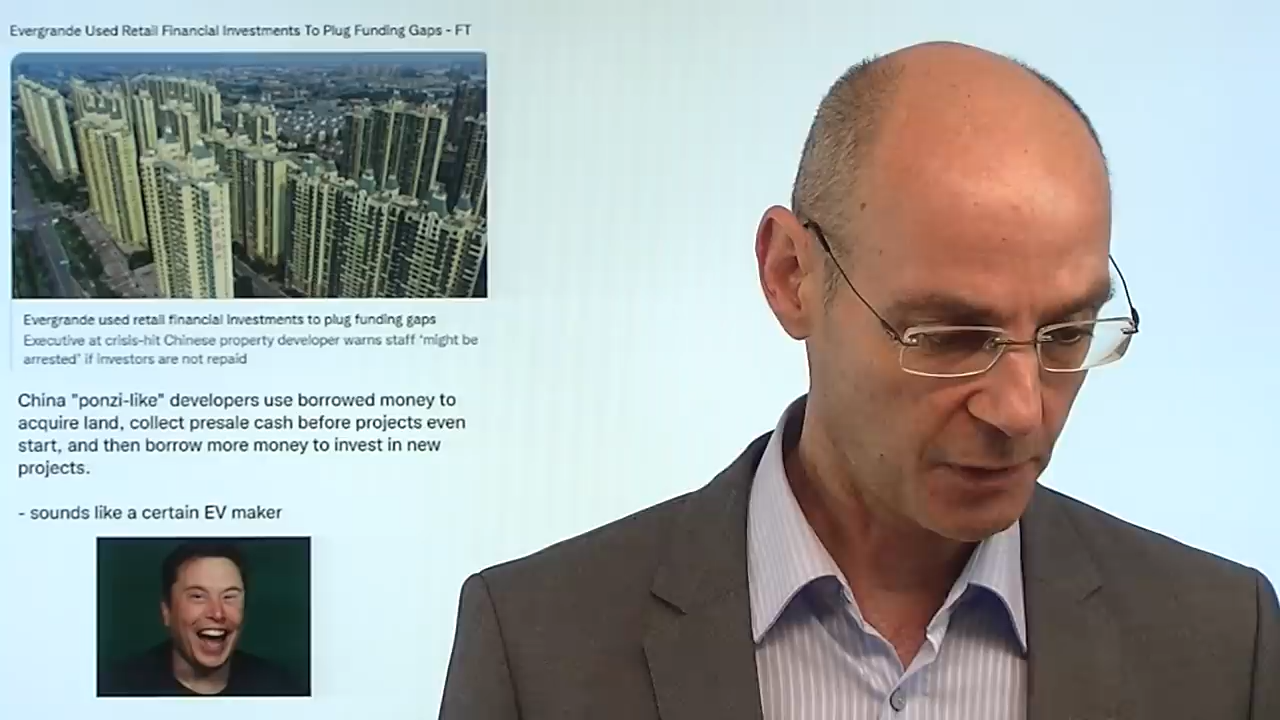 Evergrande Used Retail Financial Investments To Plug Funding Gaps - FT
Evergrande used retail financial investments to plug funding gaps
Executive at crisis-hit Chinese property developer warns staff 'might be
arrested' if investors are not repaid
China "ponzi-like" developers use borrowed money to
acquire land, collect presale cash before projects even
start, and then borrow more money to invest in new
projects.
- sounds like a certain EV maker